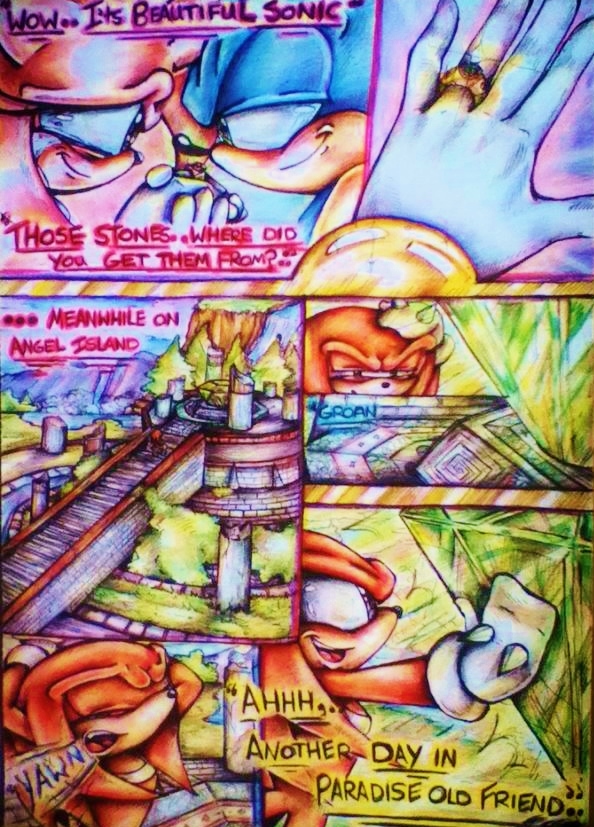 "WOW.. ITS BEAUTIFUL SONIC"
"THOSE STONES..WHERE DID
YOU GET THEM FROM?.."
... MEANWHILE ON
ANGEL ISLAND
"GROAN
YAWN
"AHHH...
ANOTHER DAY IN
PARADISE OLD FRIEND..."